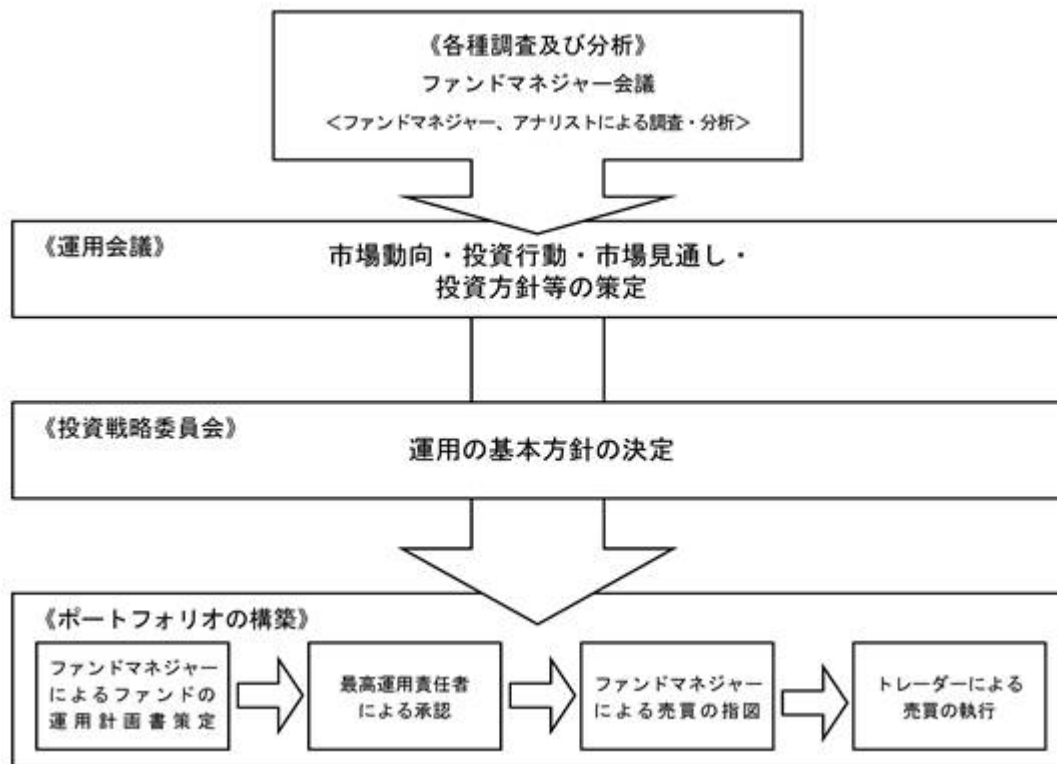 《各種調査及び分析》
ファンドマネジャー会議
＜ファンドマネジャー、アナリストによる調査・分析＞
《運用会議》
市場動向・投資行動・市場見通し・
投資方針等の策定
《投資戦略委員会》
運用の基本方針の決定
《ポートフォリオの構築》
ファンドマネジャー
によるファンドの
運用計画書策定
最高運用責任者
による承認
ファンドマネジャー
による売買の指図
トレーダーによる
売買の執行